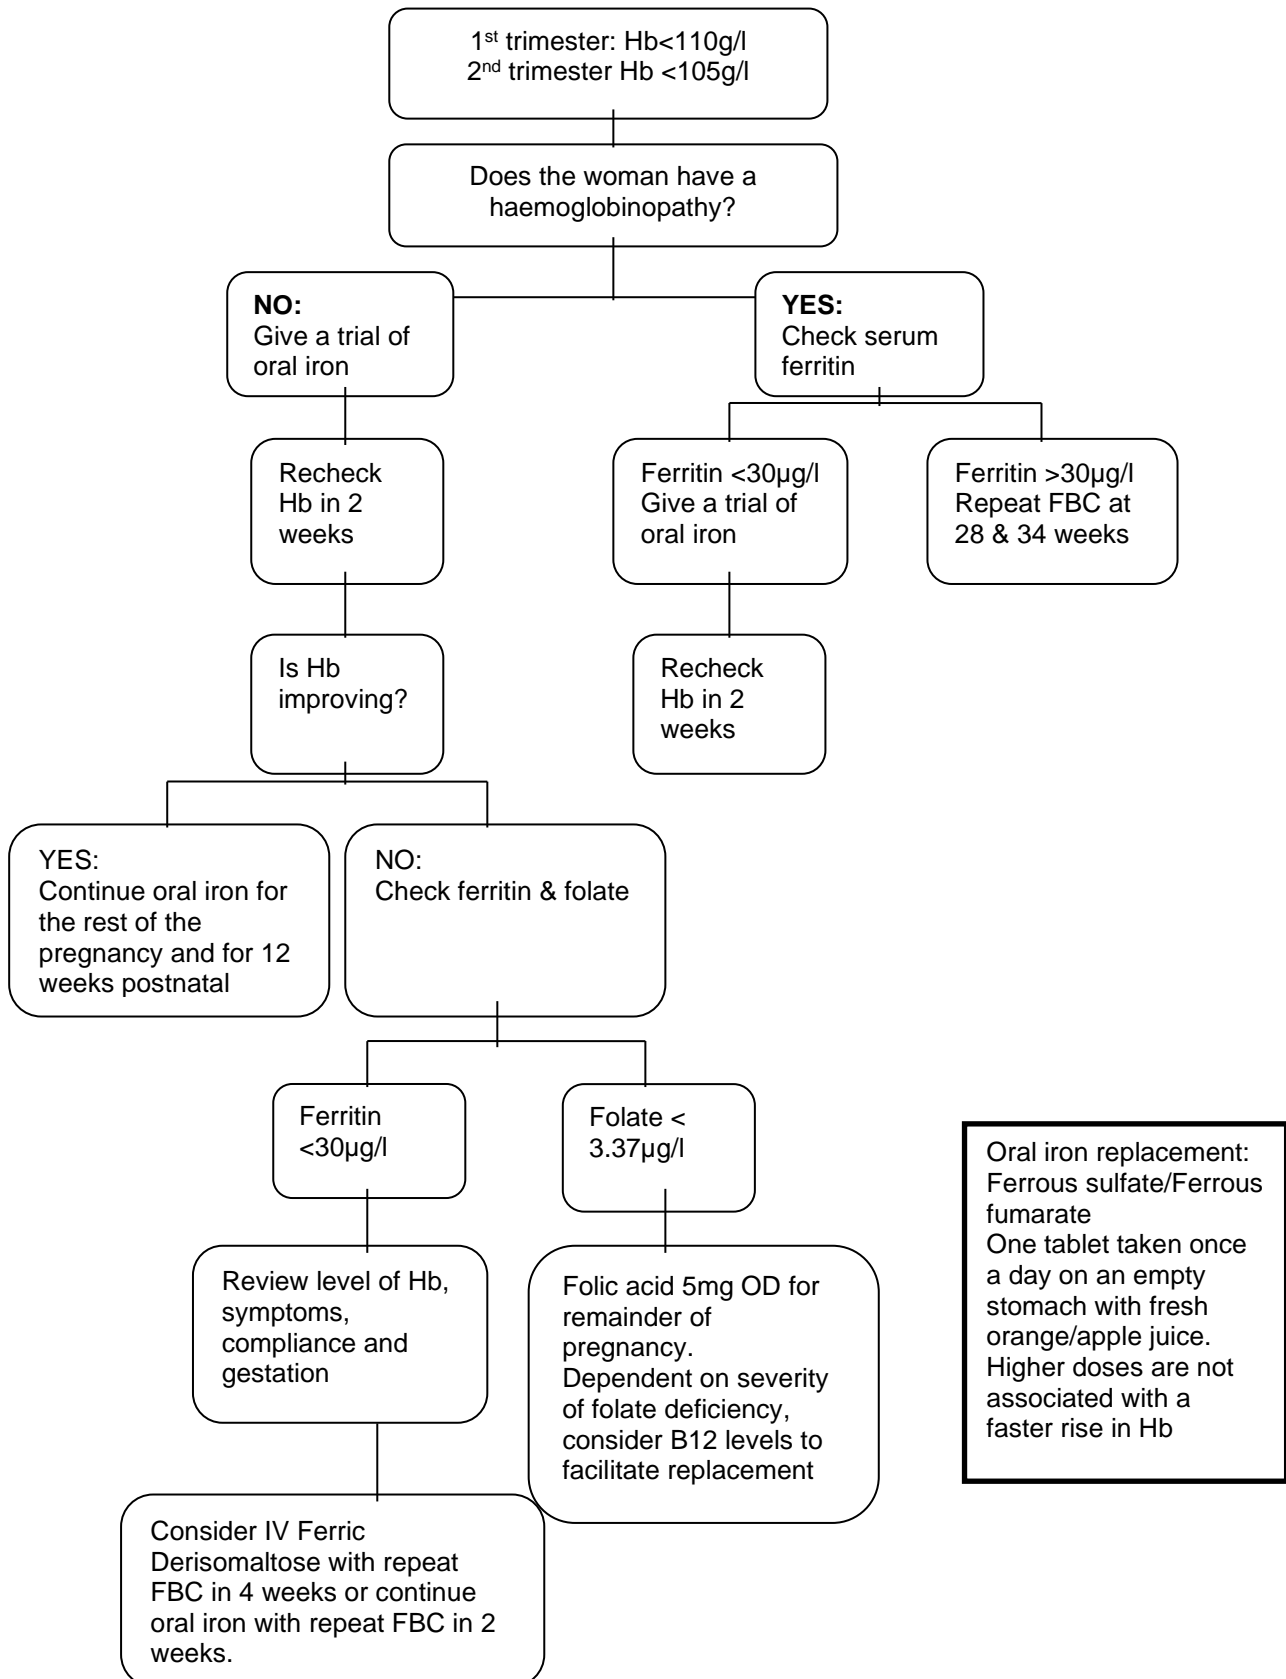 1st trimester: Hb<110g/l
2nd trimester Hb <105g/l
Does the woman have a
haemoglobinopathy?
NO:
Give a trial of
oral iron
YES:
Check serum
ferritin
Recheck
Hb in 2
weeks
Ferritin <30µg/l
Give a trial of
oral iron
Ferritin >30µg/l
Repeat FBC at
28 & 34 weeks
Is Hb
improving?
Recheck
Hb in 2
weeks
YES:
Continue oral iron for
the rest of the
pregnancy and for 12
weeks postnatal
NO:
Check ferritin & folate
Ferritin
<30µg/l
Folate <
3.37µg/l
Oral iron replacement:
Ferrous sulfate/Ferrous
fumarate
One tablet taken once
a day on an empty
stomach with fresh
orange/apple juice.
Higher doses are not
associated with a
faster rise in Hb
Review level of Hb,
symptoms,
compliance and
gestation
Folic acid 5mg OD for
remainder of
pregnancy.
Dependent on severity
of folate deficiency,
consider B12 levels to
facilitate replacement
Consider IV Ferric
Derisomaltose with repeat
FBC in 4 weeks or continue
oral iron with repeat FBC in 2
weeks.